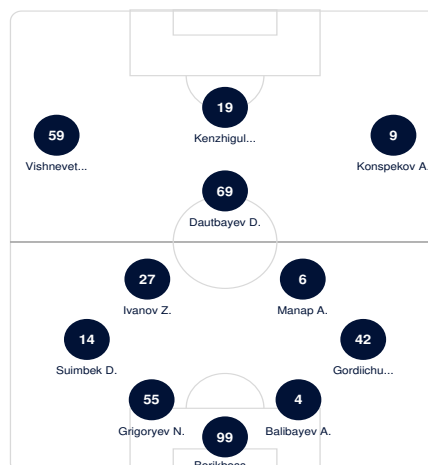 19
Kenzhigul...
59
Vishnevet...
9
Konspekov A.
69
Dautbayev D.
27
Ivanov Z.
6
Manap A.
14
Suimbek D.
42
Gordiichu...
55
Grigoryev N.
4
Balibayev A.
99